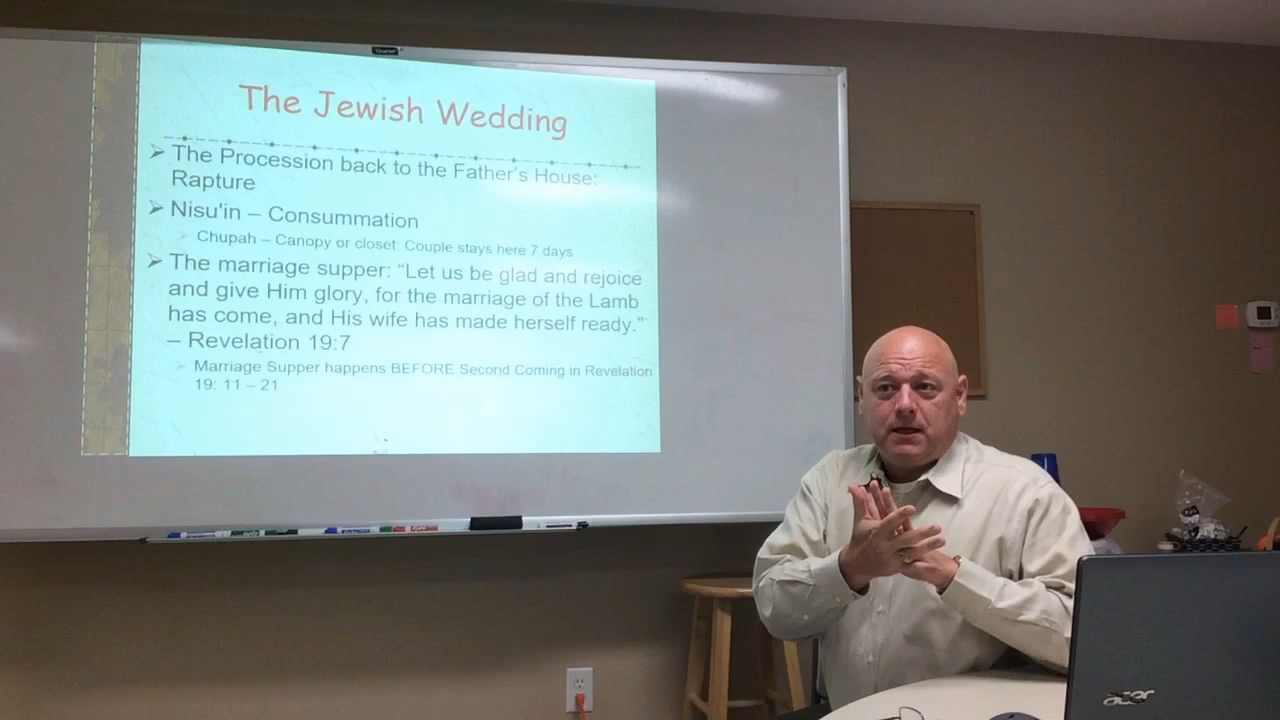 Quartet
The Jewish Wedding
➢ The Procession back to the Father's House:
Rapture
➢ Nisu'in – Consummation
➢ Chupah – Canopy or closet: Couple stays here 7 days
➢ The marriage supper: “Let us be glad and rejoice
and give Him glory, for the marriage of the Lamb
has come, and His wife has made herself ready.”
– Revelation 19:7
➢ Marriage Supper happens BEFORE Second Coming in Revelation
19: 11 – 21
acer